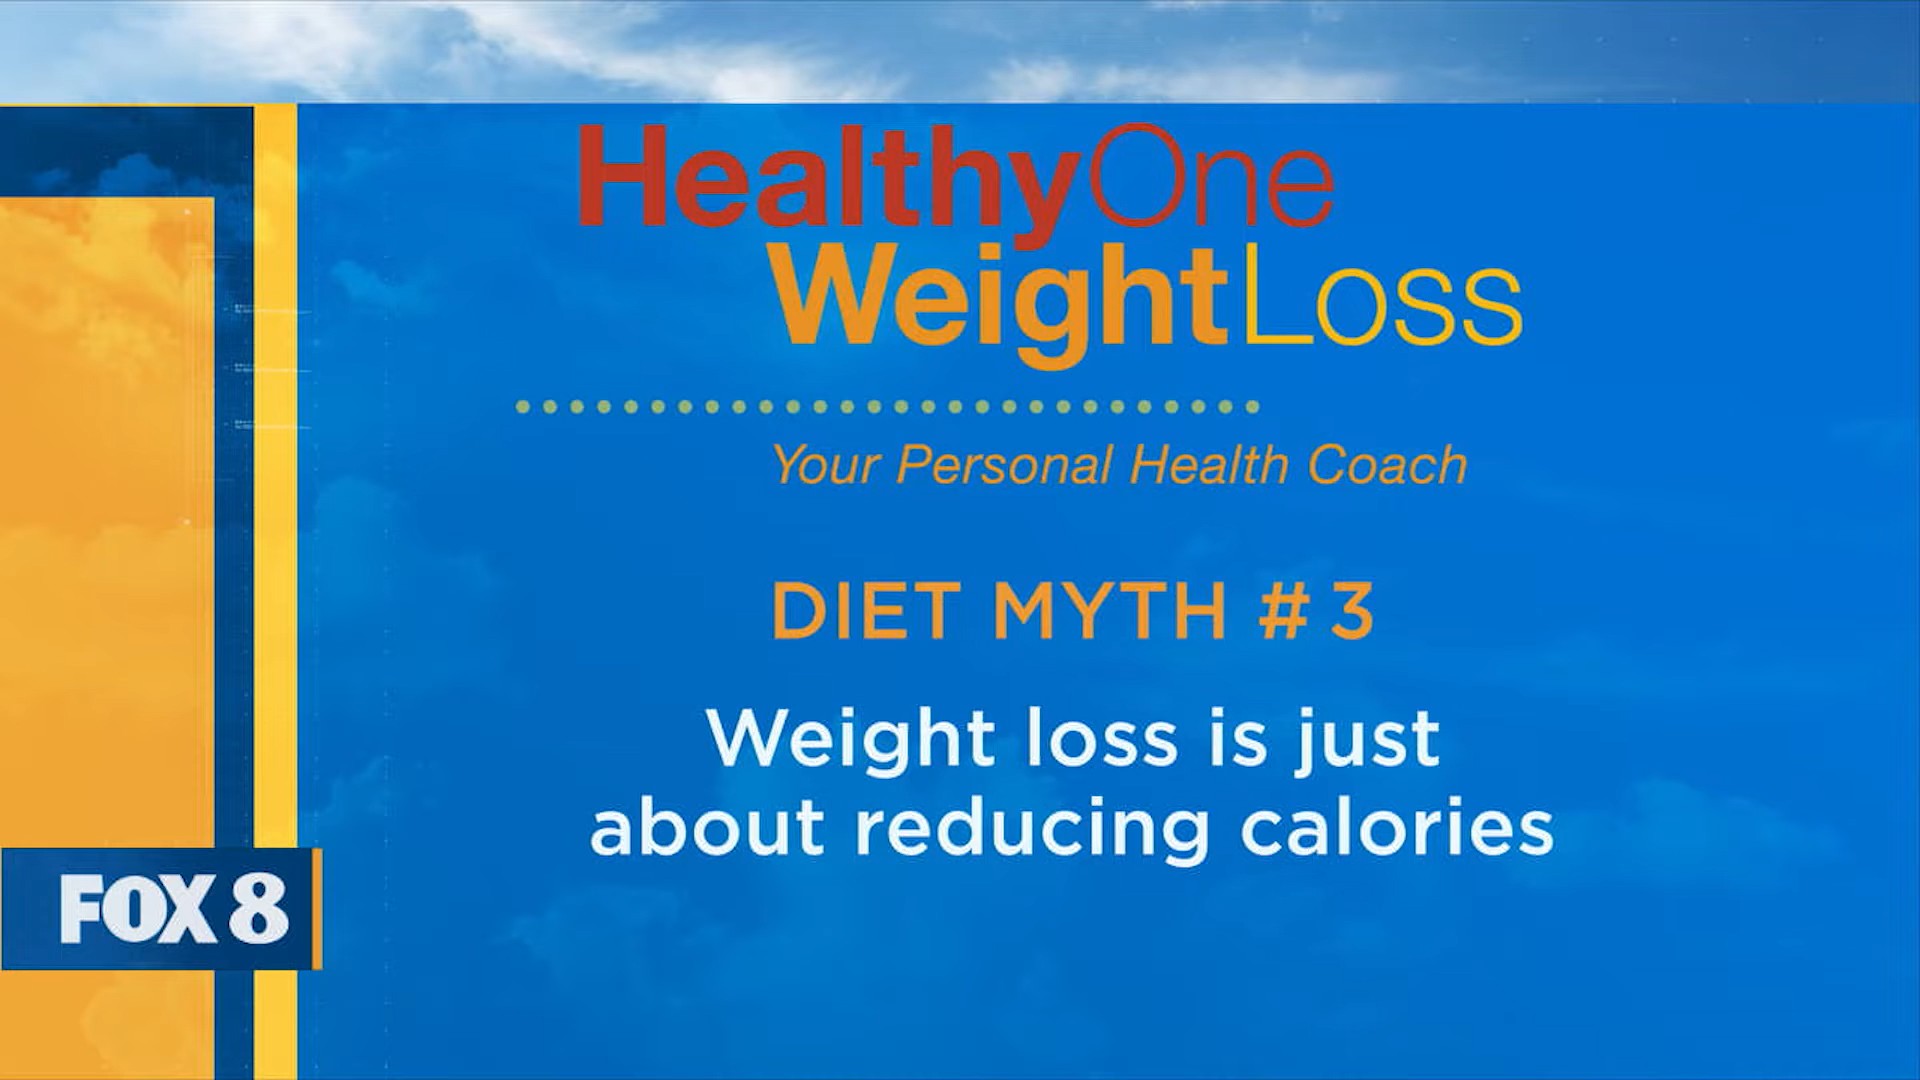 HealthyOne
WeightLoss
Your Personal Health Coach
DIET MYTH # 3
Weight loss is just
about reducing calories
FOX 8